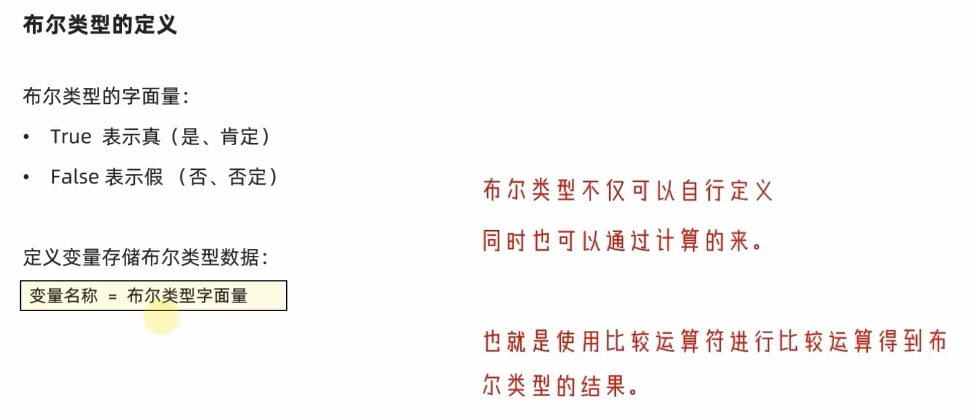 布尔类型的定义
布尔类型的字面量：
• True 表示真（是、肯定）
• False 表示假 （否、否定）
定义变量存储布尔类型数据：
变量名称 = 布尔类型字面量
布尔类型不仅可以自行定义
同时也可以通过计算的来。
也就是使用比较运算符进行比较运算得到布
尔类型的结果。